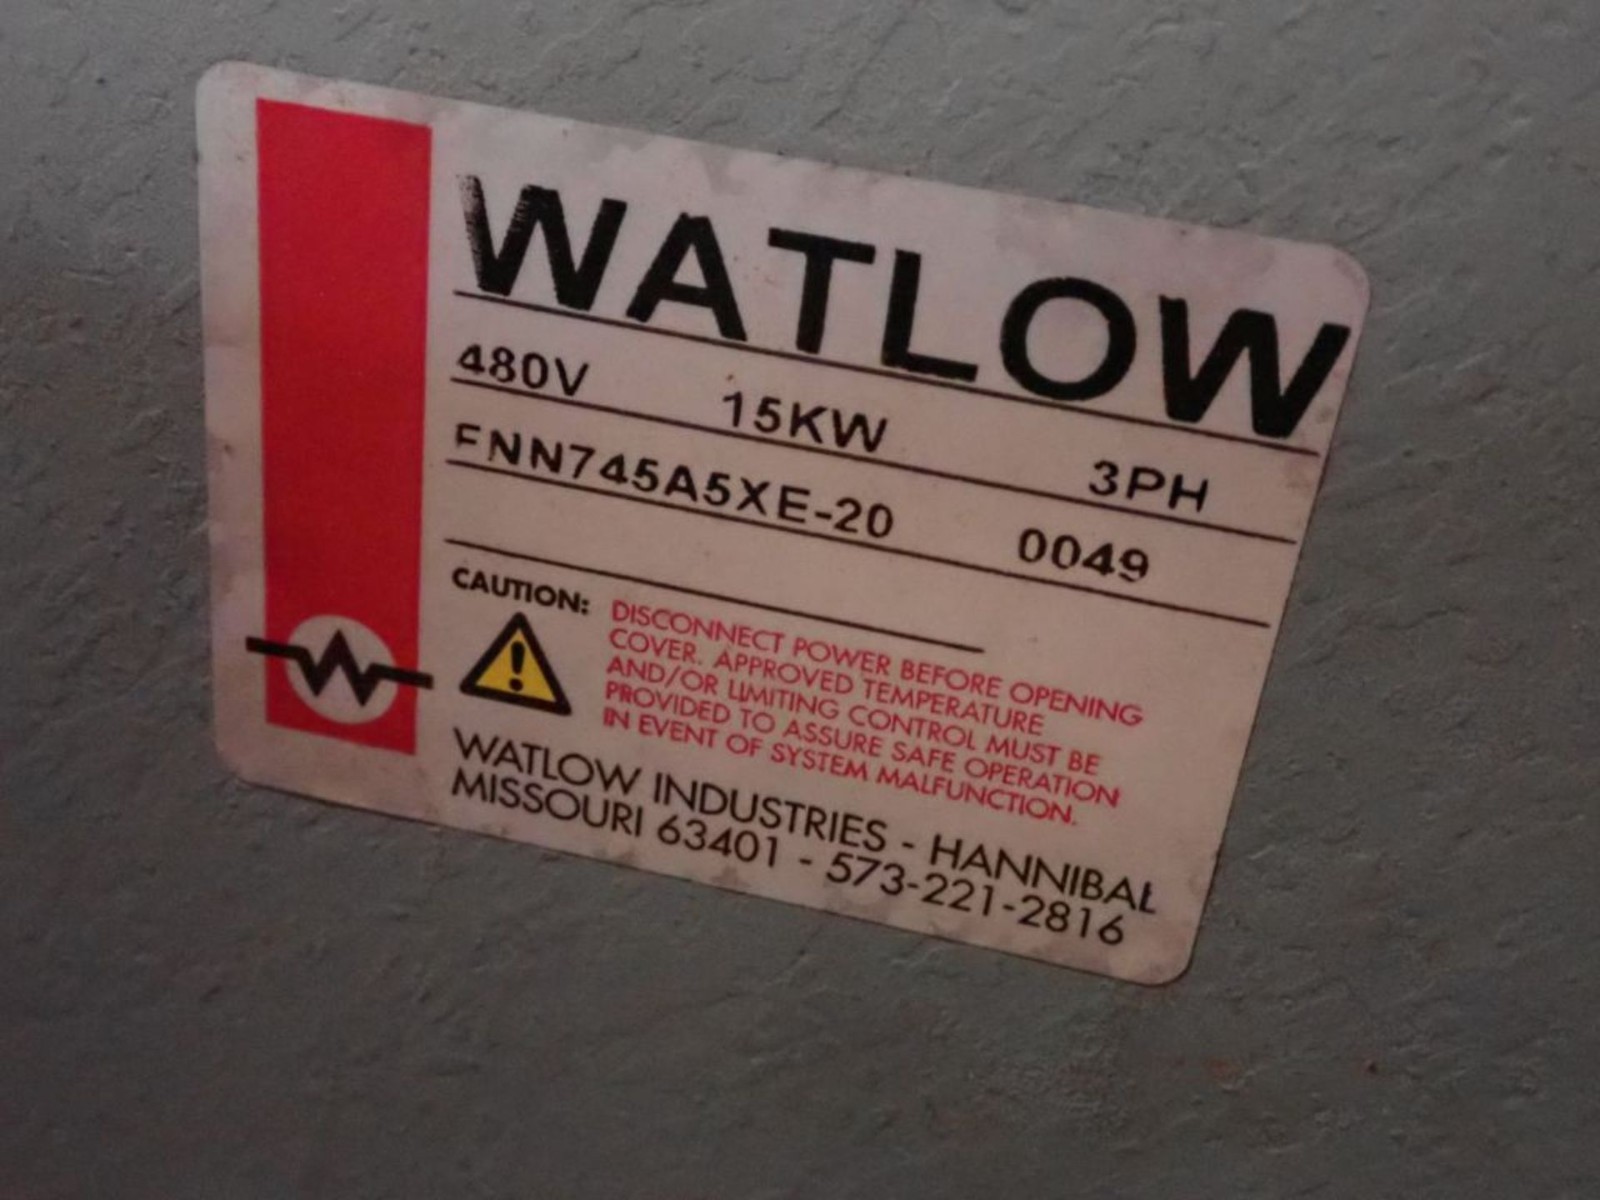 WATLOW
480V 15KW 3PH
FNN745A5XE-20 0049
CAUTION:
DISCONNECT POWER BEFORE OPENING
COVER. APPROVED TEMPERATURE
AND/OR LIMITING CONTROL MUST BE
PROVIDED TO ASSURE SAFE OPERATION
IN EVENT OF SYSTEM MALFUNCTION.
WATLOW INDUSTRIES - HANNIBAL
MISSOURI 63401 - 573-221-2816